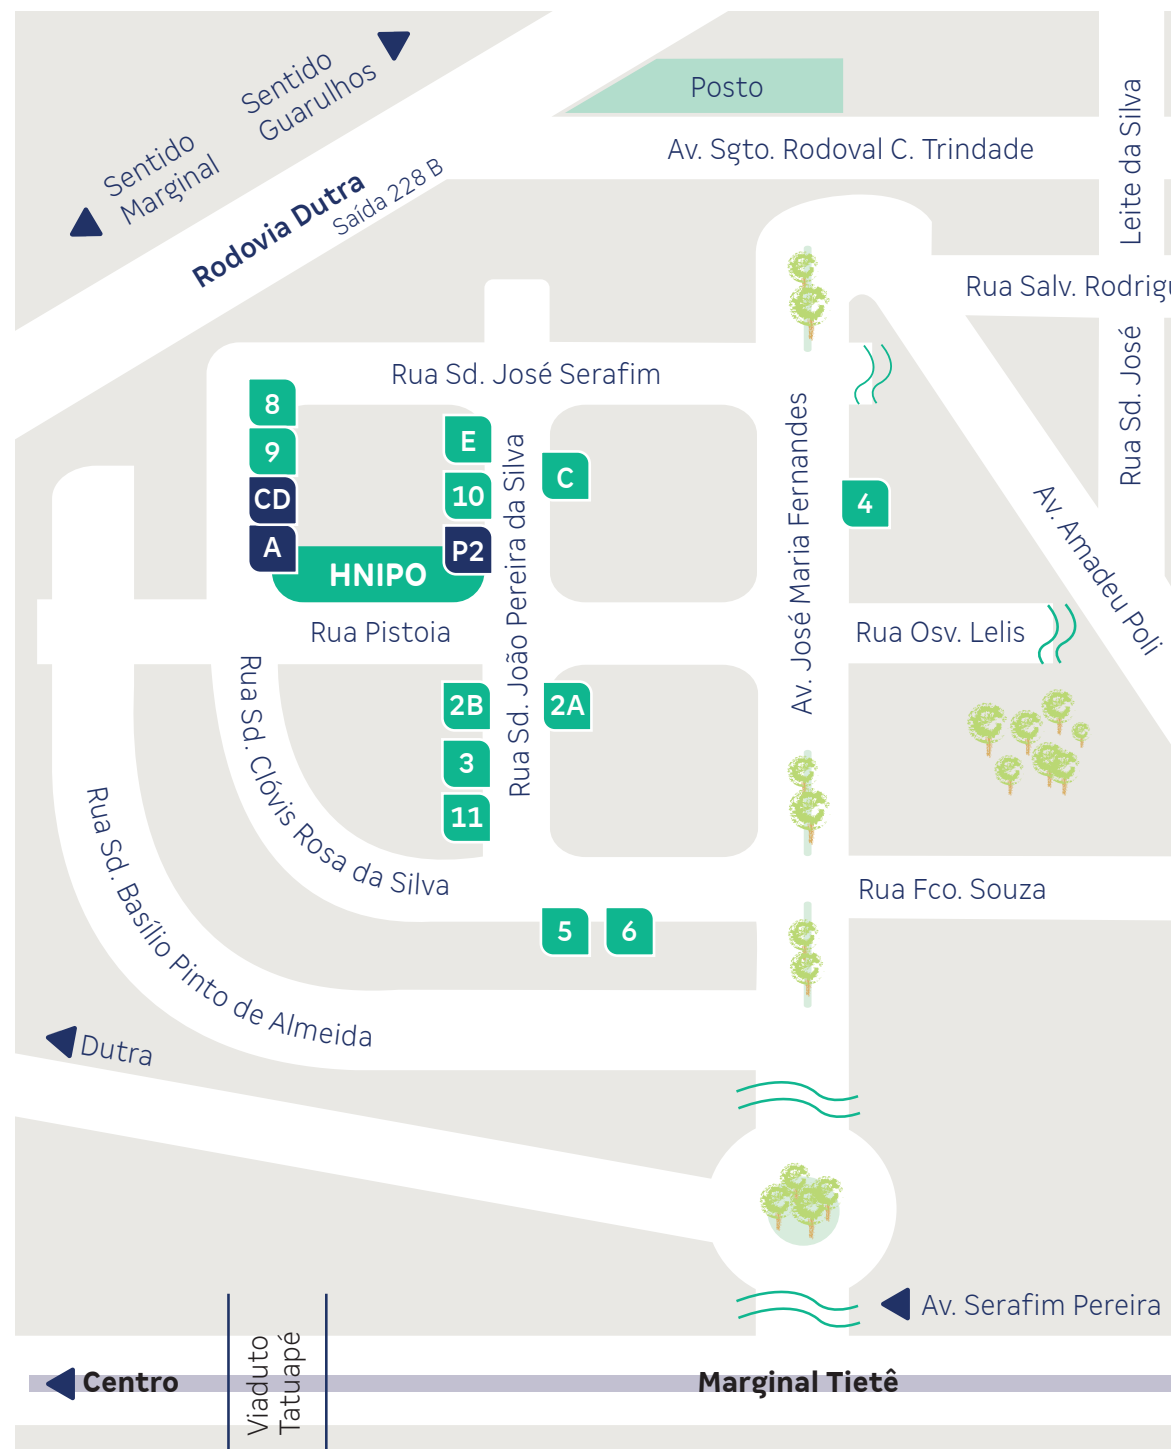 Sentido
Guarulhos
Sentido
Marginal
Rodovia Dutra
Saída 228 B
Posto
Av. Sgto. Rodoval C. Trindade
Leite da Silva
Rua Sd. José
Rua Salv. Rodrigu
Rua Sd. José Serafim
8
9
CD
A
E
10
P2
HNIPO
C
4
Rua Sd. João Pereira da Silva
Av. José Maria Fernandes
Av. Amadeu Poli
Rua Pistoia
Rua Osv. Lelis
2B
2A
3
11
Rua Sd. Clóvis Rosa da Silva
Rua Sd. Basílio Pinto de Almeida
Rua Fco. Souza
5
6
Dutra
Av. Serafim Pereira
Viaduto
Tatuapé
Centro
Marginal Tietê